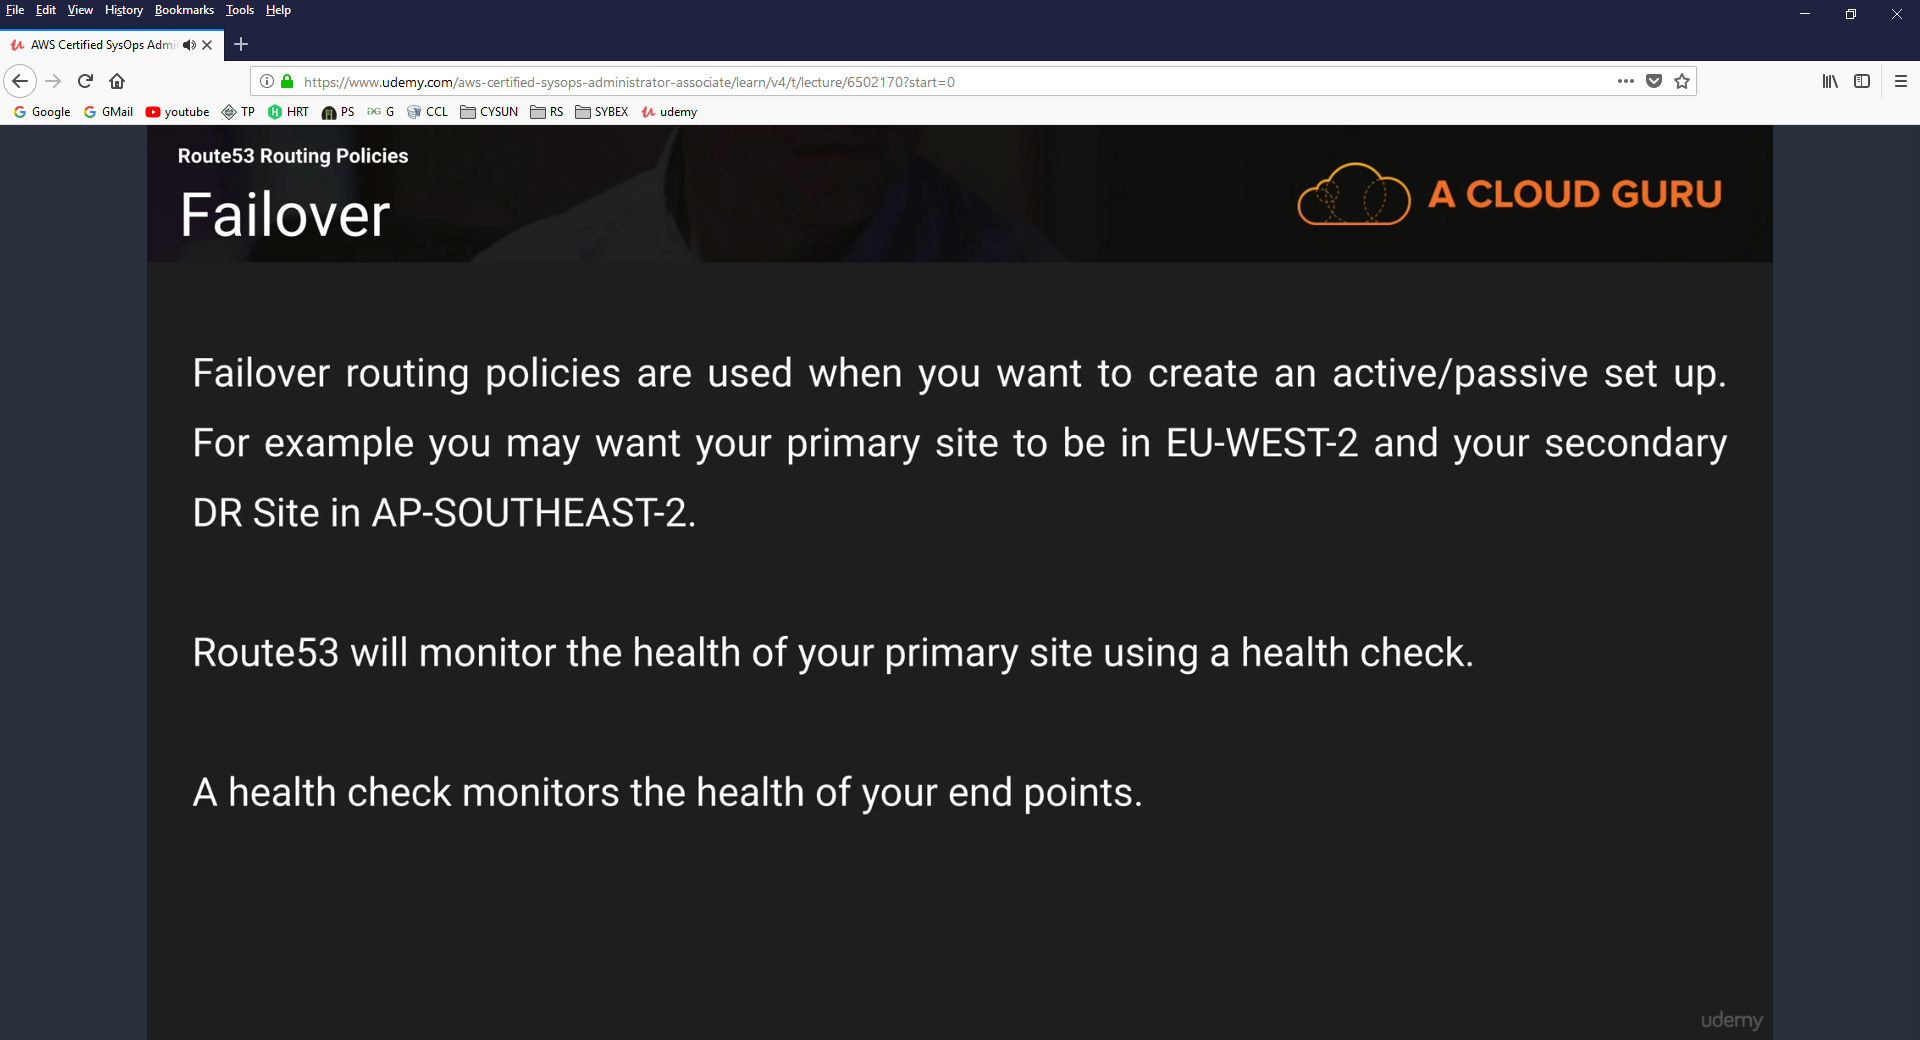 File Edit View History Bookmarks Tools Help
AWS Certified SysOps Admi
https://www.udemy.com/aws-certified-sysops-administrator-associate/learn/v4/t/lecture/6502170?start=0
Google GMail youtube TP HRT PS G CCL CYSUN RS SYBEX udemy
Route53 Routing Policies
Failover
A CLOUD GURU
Failover routing policies are used when you want to create an active/passive set up.
For example you may want your primary site to be in EU-WEST-2 and your secondary
DR Site in AP-SOUTHEAST-2.
Route53 will monitor the health of your primary site using a health check.
A health check monitors the health of your end points.
udemy